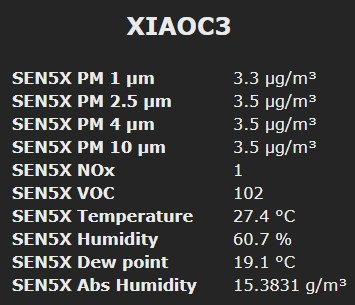 XIAOC3
SEN5X PM 1 µm 3.3 µg/m³
SEN5X PM 2.5 µm 3.5 µg/m³
SEN5X PM 4 µm 3.5 µg/m³
SEN5X PM 10 µm 3.5 µg/m³
SEN5X NOx 1
SEN5X VOC 102
SEN5X Temperature 27.4 °C
SEN5X Humidity 60.7 %
SEN5X Dew point 19.1 °C
SEN5X Abs Humidity 15.3831 g/m³